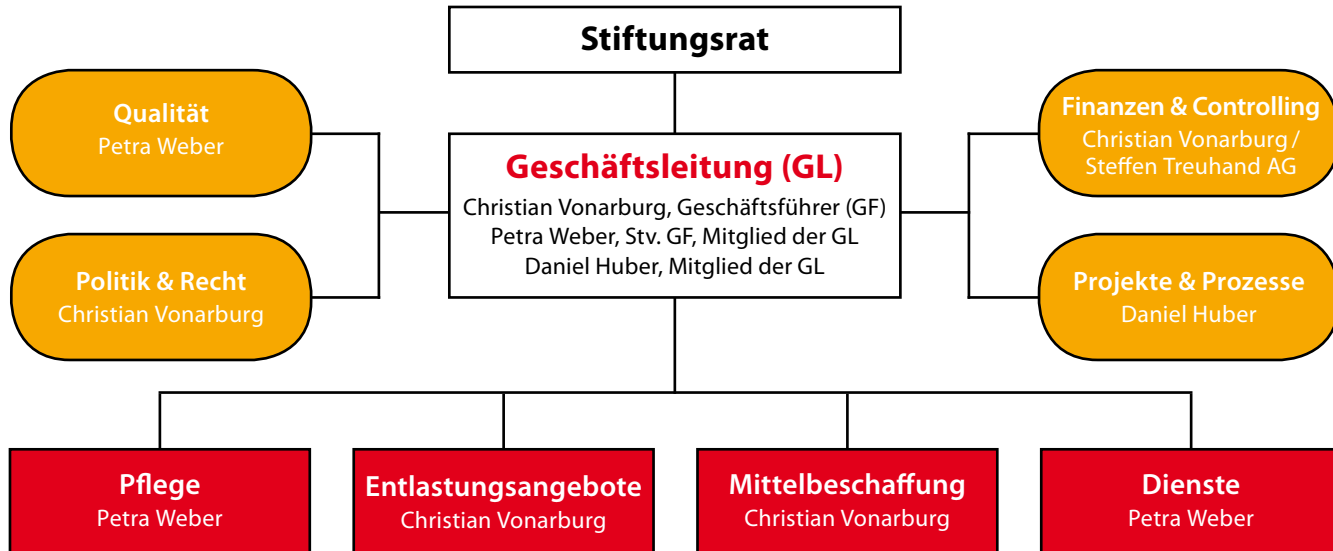 Stiftungsrat
Qualität
Petra Weber
Finanzen & Controlling
Christian Vonarburg /
Steffen Treuhand AG
Geschäftsleitung (GL)
Christian Vonarburg, Geschäftsführer (GF)
Petra Weber, Stv. GF, Mitglied der GL
Daniel Huber, Mitglied der GL
Politik & Recht
Christian Vonarburg
Projekte & Prozesse
Daniel Huber
Pflege
Petra Weber
Entlastungsangebote
Christian Vonarburg
Mittelbeschaffung
Christian Vonarburg
Dienste
Petra Weber